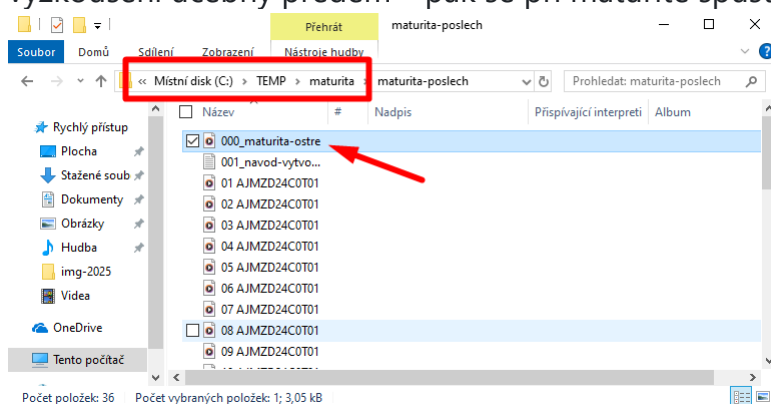 vyzkoušení učebny předem – pak se při maturitě spust
Přehrát maturita-poslech
Soubor Domů Sdílení Zobrazení Nástroje hudby
« Místní disk (C:) › TEMP › maturita › maturita-poslech Prohledat: maturita-poslech
Název # Nadpis Přispívající interpreti Album
Rychlý přístup
000_maturita-ostre
Plocha
001_navod-vytvo...
Stažené soub
01 AJMZD24C0T01
Dokumenty
02 AJMZD24C0T01
Obrázky
03 AJMZD24C0T01
Hudba
04 AJMZD24C0T01
img-2025
05 AJMZD24C0T01
Videa
06 AJMZD24C0T01
07 AJMZD24C0T01
OneDrive
08 AJMZD24C0T01
Tento počítač
09 AJMZD24C0T01
Počet položek: 36 Počet vybraných položek: 1; 3,05 kB